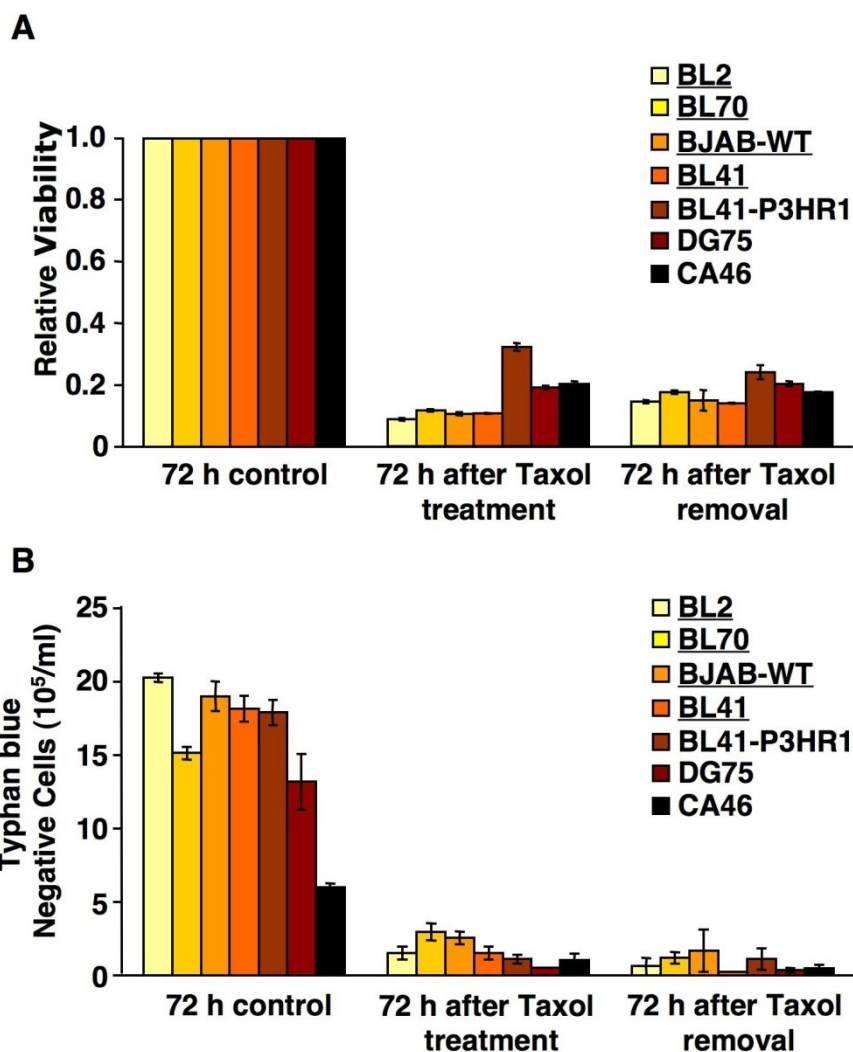 A
BL2
BL70
BJAB-WT
BL41
BL41-P3HR1
DG75
CA46
Relative Viability
1.0
0.8
0.6
0.4
0.2
0
72 h control
72 h after Taxol
treatment
72 h after Taxol
removal
B
BL2
BL70
BJAB-WT
BL41
BL41-P3HR1
DG75
CA46
Typhan blue
Negative Cells (10⁵/ml)
25
20
15
10
5
0
72 h control
72 h after Taxol
treatment
72 h after Taxol
removal